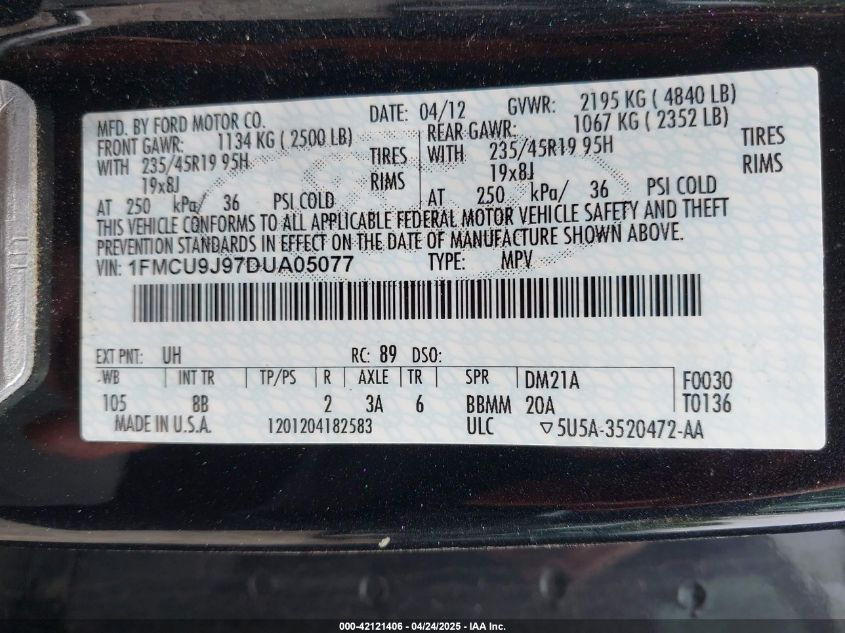 MFD. BY FORD MOTOR CO. DATE: 04/12 GVWR: 2195 KG ( 4840 LB)
FRONT GAWR: 1134 KG ( 2500 LB) REAR GAWR: 1067 KG ( 2352 LB)
WITH 235/45R19 95H TIRES WITH 235/45R19 95H TIRES
19x8J RIMS 19x8J RIMS
AT 250 kPa/ 36 PSI COLD AT 250 kPa/ 36 PSI COLD
THIS VEHICLE CONFORMS TO ALL APPLICABLE FEDERAL MOTOR VEHICLE SAFETY AND THEFT
PREVENTION STANDARDS IN EFFECT ON THE DATE OF MANUFACTURE SHOWN ABOVE.
VIN: 1FMCU9J97DUA05077 TYPE: MPV
EXT PNT: UH RC: 89 DSO:
WB INT TR TP/PS R AXLE TR SPR DM21A F0030
105 8B 2 3A 6 BBMM 20A T0136
MADE IN U.S.A. 1201204182583 ULC ▽5U5A-3520472-AA
000-42121406 - 04/24/2025 - IAA Inc.